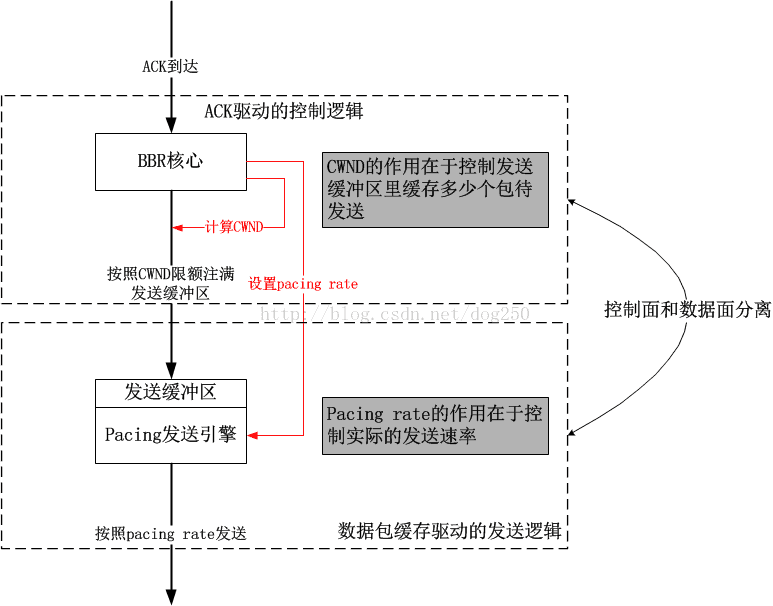 ACK到达
ACK驱动的控制逻辑
BBR核心
CWND的作用在于控制发送
缓冲区里缓存多少个包待
发送
计算CWND
按照CWND限额注满
发送缓冲区
设置pacing rate
http://blog.csdn.net/dog250
控制面和数据面分离
发送缓冲区
Pacing发送引擎
Pacing rate的作用在于控
制实际的发送速率
按照pacing rate发送
数据包缓存驱动的发送逻辑